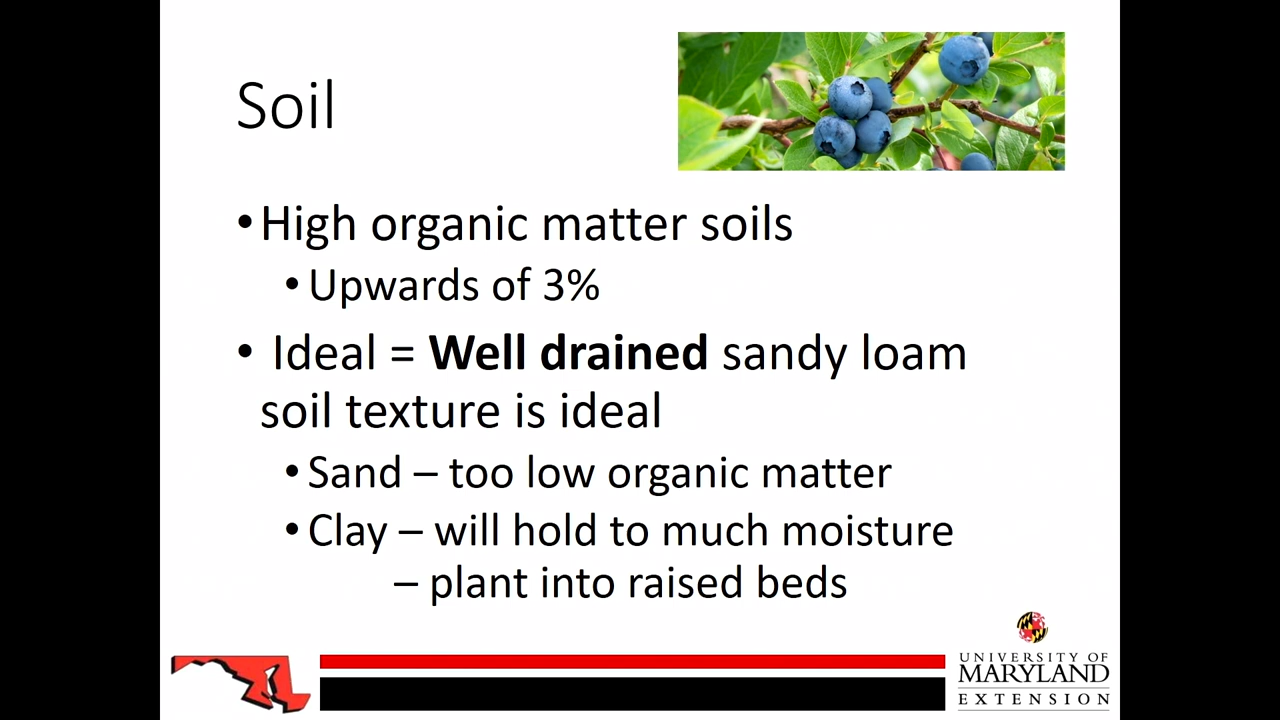 Soil
•High organic matter soils
•Upwards of 3%
• Ideal = Well drained sandy loam
soil texture is ideal
•Sand – too low organic matter
•Clay – will hold to much moisture
– plant into raised beds
UNIVERSITY OF
MARYLAND
EXTENSION